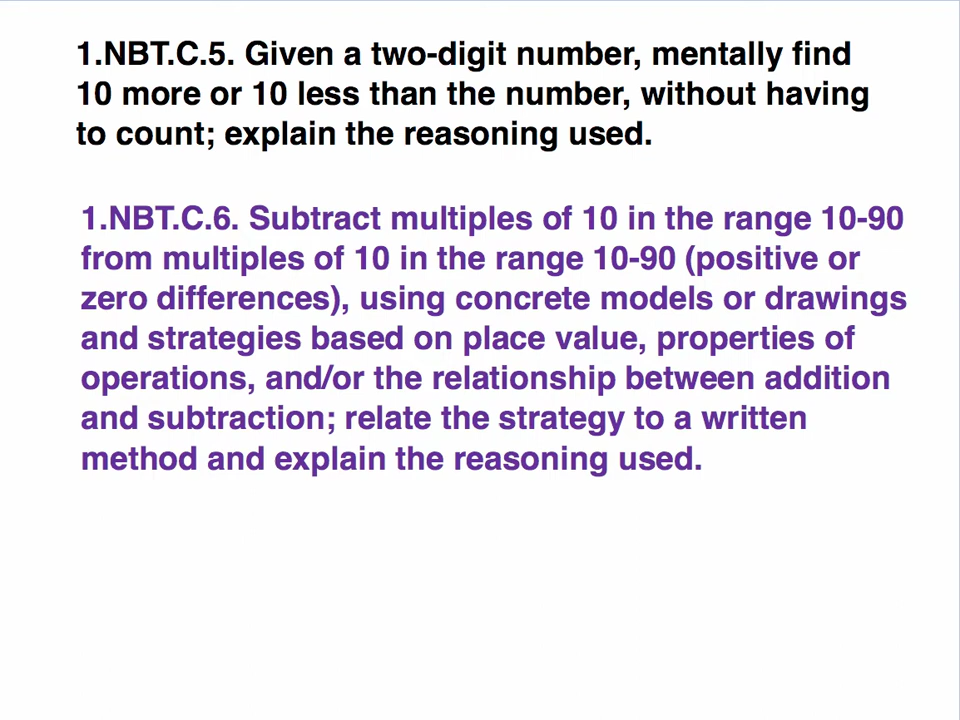 1.NBT.C.5. Given a two-digit number, mentally find
10 more or 10 less than the number, without having
to count; explain the reasoning used.
1.NBT.C.6. Subtract multiples of 10 in the range 10-90
from multiples of 10 in the range 10-90 (positive or
zero differences), using concrete models or drawings
and strategies based on place value, properties of
operations, and/or the relationship between addition
and subtraction; relate the strategy to a written
method and explain the reasoning used.